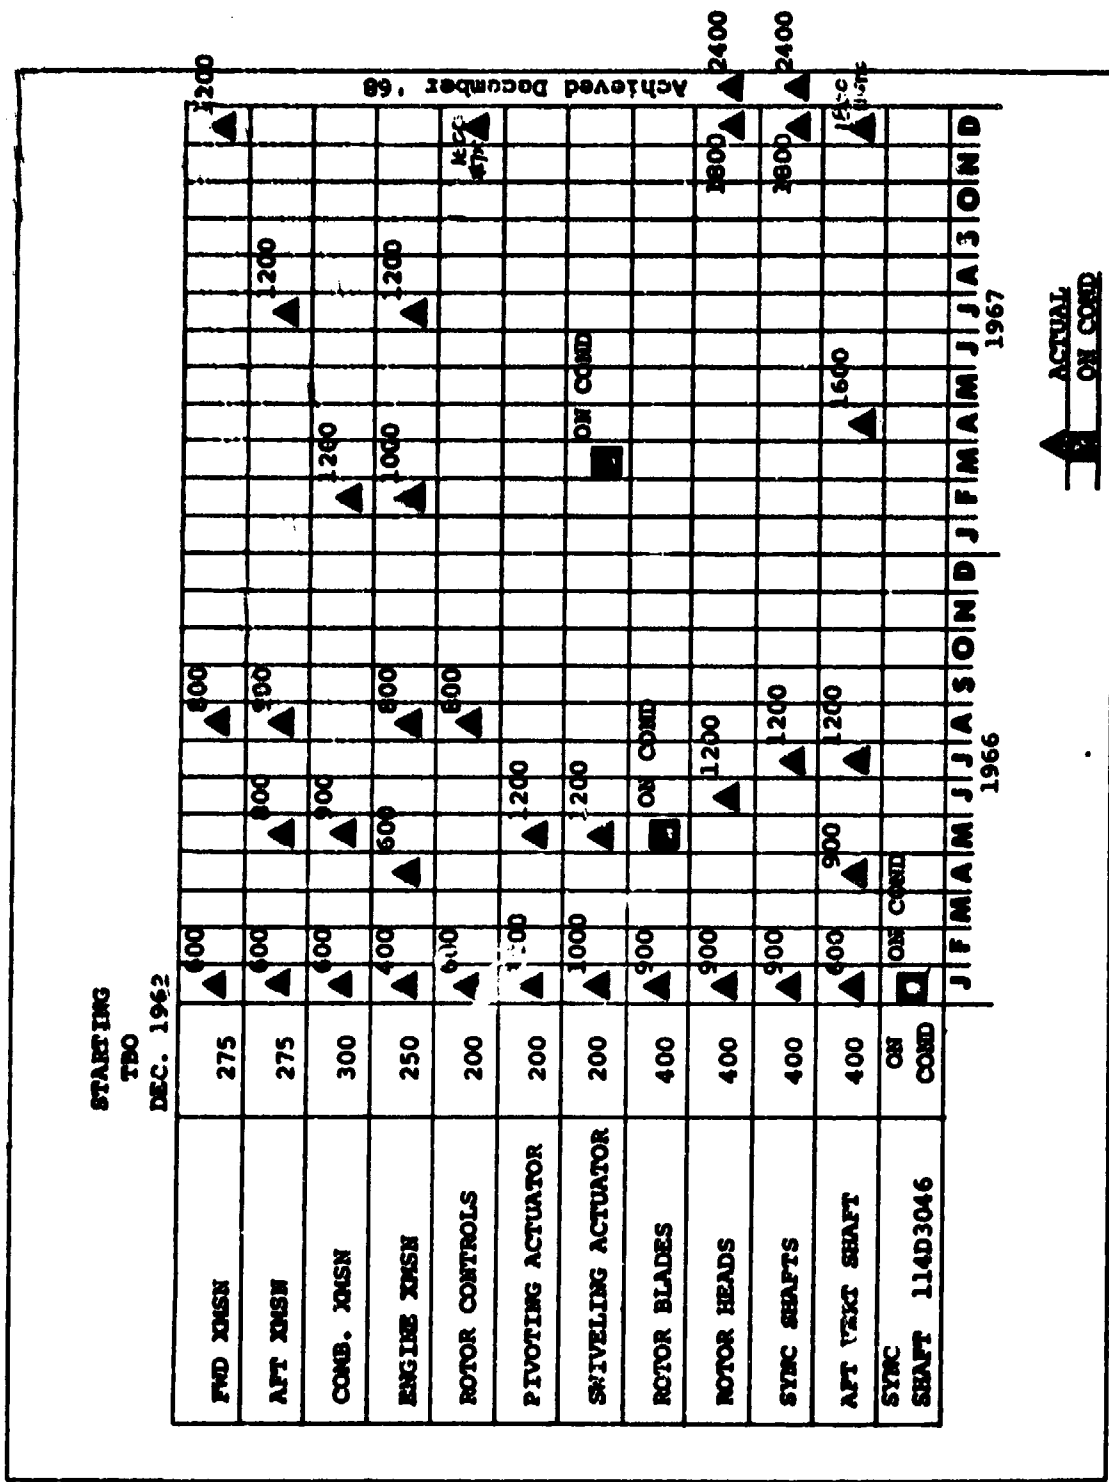 STARTING
TBO
DEC. 1962
FWD XMSN 275 600 800 1200
AFT XMSN 275 600 800 900 1200
COMB. XMSN 300 600 900 1200
ENGINE XMSN 250 400 600 800 1000 1200
ROTOR CONTROLS 200 600 800
PIVOTING ACTUATOR 200 1200
SWIVELING ACTUATOR 200 1000 1200 ON COND
ROTOR BLADES 400 900 ON COND
ROTOR HEADS 400 900 1200 1800 2400
SYNC SHAFTS 400 900 1200 1800 2400
AFT VERT SHAFT 400 600 900 1200 1600
SYNC
SHAFT 114D3046 ON
COND ON COND
Achieved December '68
J F M A M J J A S O N D J F M A M J J A S O N D
1966 1967
ACTUAL
ON COND